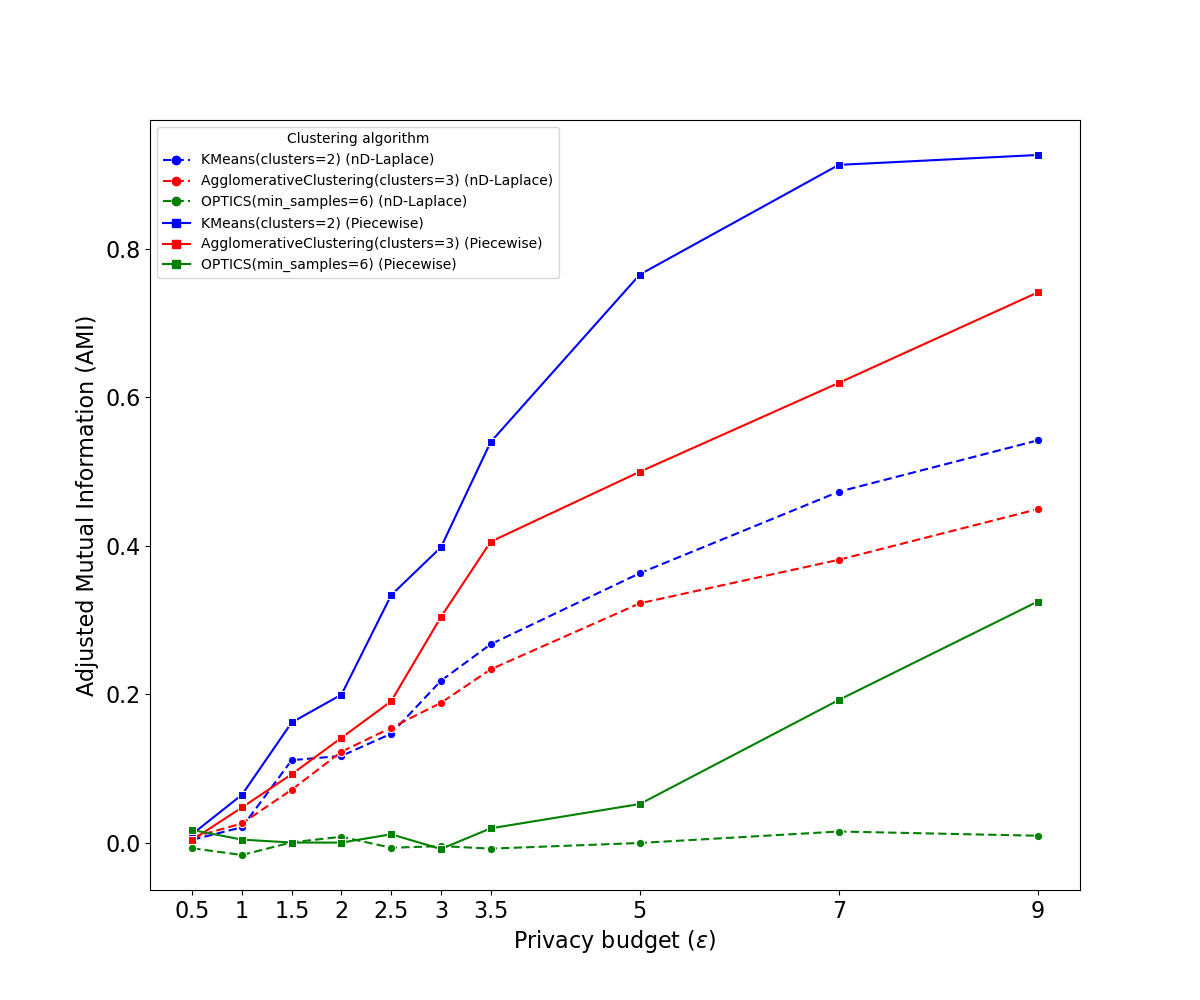 Clustering algorithm
KMeans(clusters=2) (nD-Laplace)
AgglomerativeClustering(clusters=3) (nD-Laplace)
OPTICS(min_samples=6) (nD-Laplace)
KMeans(clusters=2) (Piecewise)
AgglomerativeClustering(clusters=3) (Piecewise)
OPTICS(min_samples=6) (Piecewise)
Adjusted Mutual Information (AMI)
0.8
0.6
0.4
0.2
0.0
0.5 1 1.5 2 2.5 3 3.5 5 7 9
Privacy budget (ε)